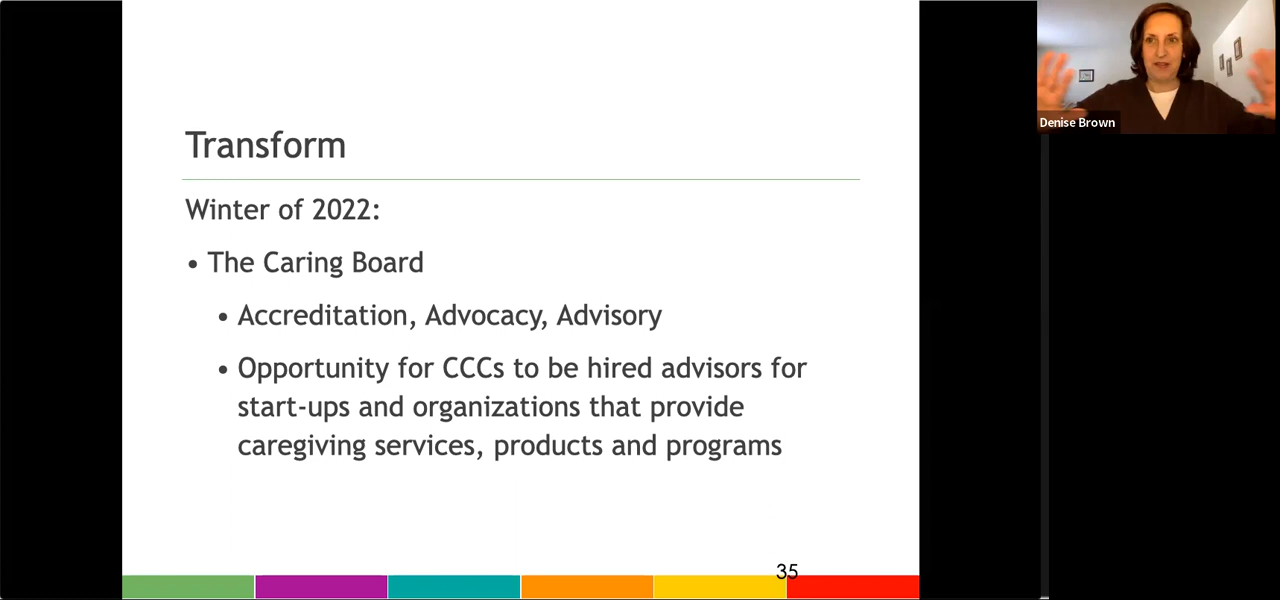 Transform
Winter of 2022:
• The Caring Board
• Accreditation, Advocacy, Advisory
• Opportunity for CCCs to be hired advisors for
start-ups and organizations that provide
caregiving services, products and programs
35
Denise Brown